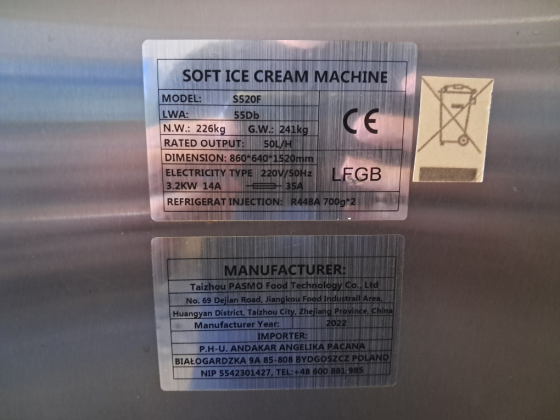 SOFT ICE CREAM MACHINE
MODEL: S520F
LWA: 55Db
N.W.: 226kg G.W.: 241kg
RATED OUTPUT: 50L/H
DIMENSION: 860*640*1520mm
ELECTRICITY TYPE 220V/50Hz
3.2KW 14A 35A
REFRIGERAT INJECTION: R448A 700g*2
CE
LFGB
MANUFACTURER:
Taizhou PASMO Food Technology Co., Ltd
No. 69 Dejian Road, Jiangkou Food Industrail Area,
Huangyan District, Taizhou City, Zhejiang Province, China
Manufacturer Year: 2022
IMPORTER:
P.H-U. ANDAKAR ANGELIKA PACANA
BIAŁOGARDZKA 9A 85-808 BYDGOSZCZ POLAND
NIP 5542301427, TEL:+48 600 881 985